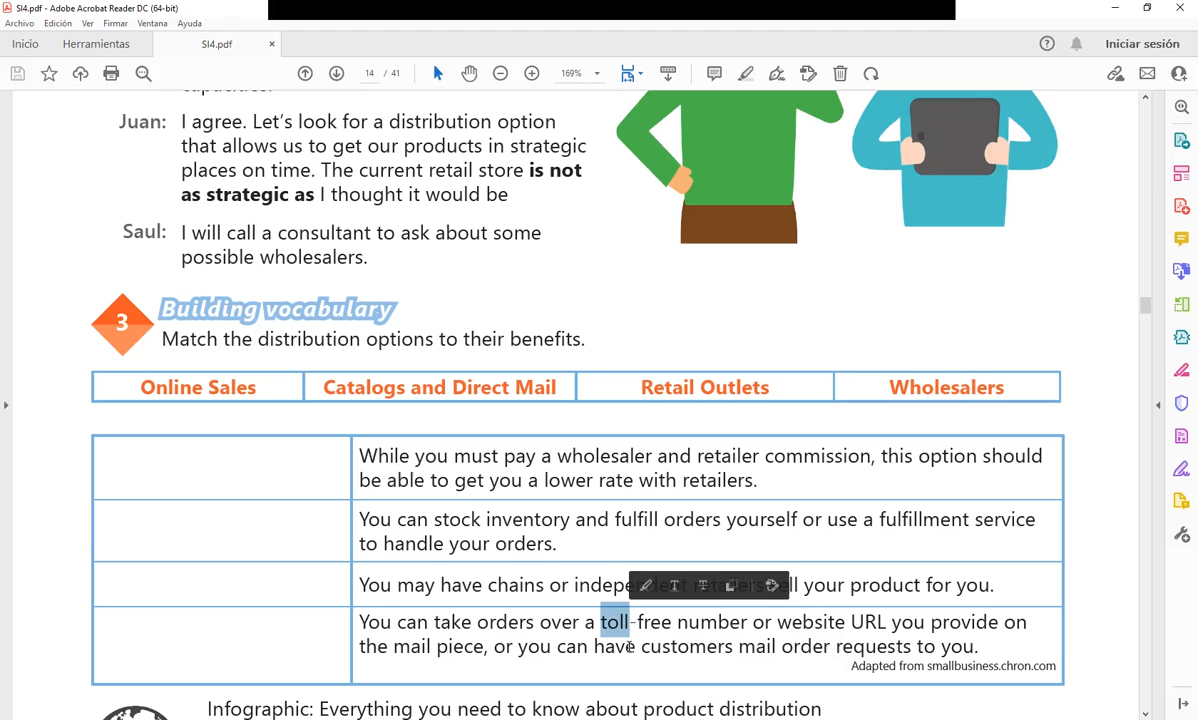 SI4.pdf - Adobe Acrobat Reader DC (64-bit)
Archivo Edición Ver Firmar Ventana Ayuda
Inicio Herramientas SI4.pdf × Iniciar sesión
14 / 41 169%
Juan: I agree. Let's look for a distribution option
that allows us to get our products in strategic
places on time. The current retail store is not
as strategic as I thought it would be
Saul: I will call a consultant to ask about some
possible wholesalers.
3 Building vocabulary
Match the distribution options to their benefits.
Online Sales Catalogs and Direct Mail Retail Outlets Wholesalers
While you must pay a wholesaler and retailer commission, this option should
be able to get you a lower rate with retailers.
You can stock inventory and fulfill orders yourself or use a fulfillment service
to handle your orders.
You may have chains or your product for you.
You can take orders over a toll-free number or website URL you provide on
the mail piece, or you can have customers mail order requests to you.
Adapted from smallbusiness.chron.com
Infographic: Everything you need to know about product distribution